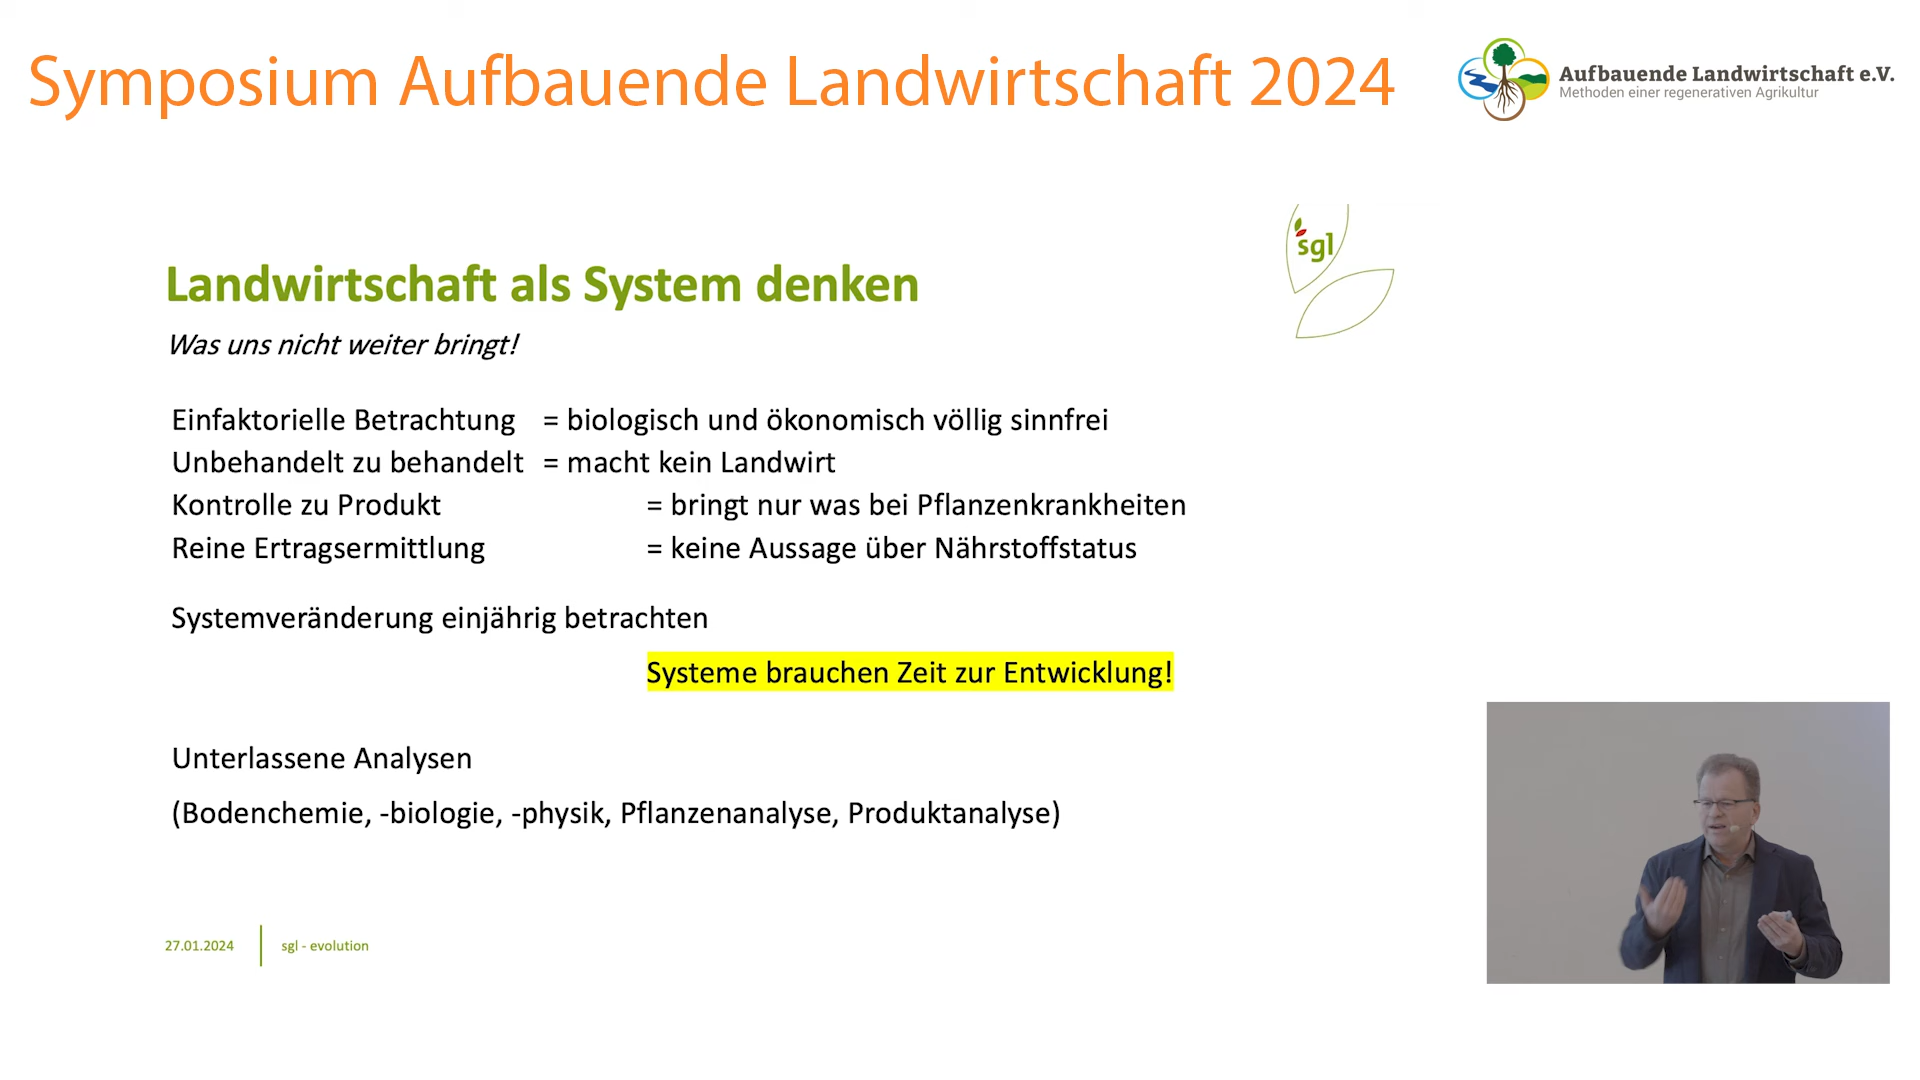 Symposium Aufbauende Landwirtschaft 2024
Aufbauende Landwirtschaft e.V.
Methoden einer regenerativen Agrikultur
sgl
Landwirtschaft als System denken
Was uns nicht weiter bringt!
Einfaktorielle Betrachtung = biologisch und ökonomisch völlig sinnfrei
Unbehandelt zu behandelt = macht kein Landwirt
Kontrolle zu Produkt = bringt nur was bei Pflanzenkrankheiten
Reine Ertragsermittlung = keine Aussage über Nährstoffstatus
Systemveränderung einjährig betrachten
Systeme brauchen Zeit zur Entwicklung!
Unterlassene Analysen
(Bodenchemie, -biologie, -physik, Pflanzenanalyse, Produktanalyse)
27.01.2024 sgl - evolution